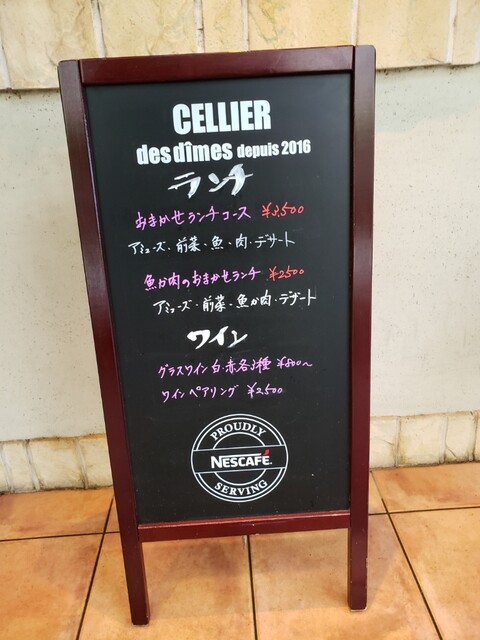 CELLIER
des dîmes depuis 2016
ランチ
おまかせランチコース ¥3,500
アミューズ・前菜・魚・肉・デザート
魚か肉のおまかせランチ ¥2500
アミューズ・前菜・魚か肉・デザート
ワイン
グラスワイン 白・赤各3種 ¥800〜
ワインペアリング ¥2,500
PROUDLY
NESCAFÉ
SERVING